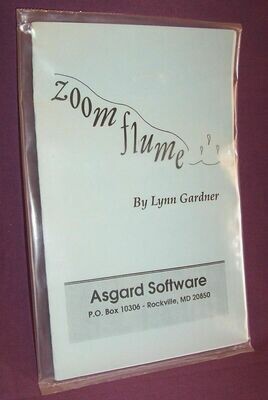 zoom flume
By Lynn Gardner
Asgard Software
P.O. Box 10306 - Rockville, MD 20850